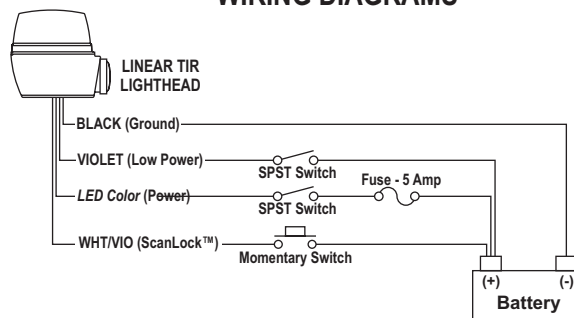 WIRING DIAGRAMS
LINEAR TIR
LIGHTHEAD
BLACK (Ground)
VIOLET (Low Power)
SPST Switch
LED Color (Power)
SPST Switch
Fuse - 5 Amp
WHT/VIO (ScanLock™)
Momentary Switch
(+)
(-)
Battery